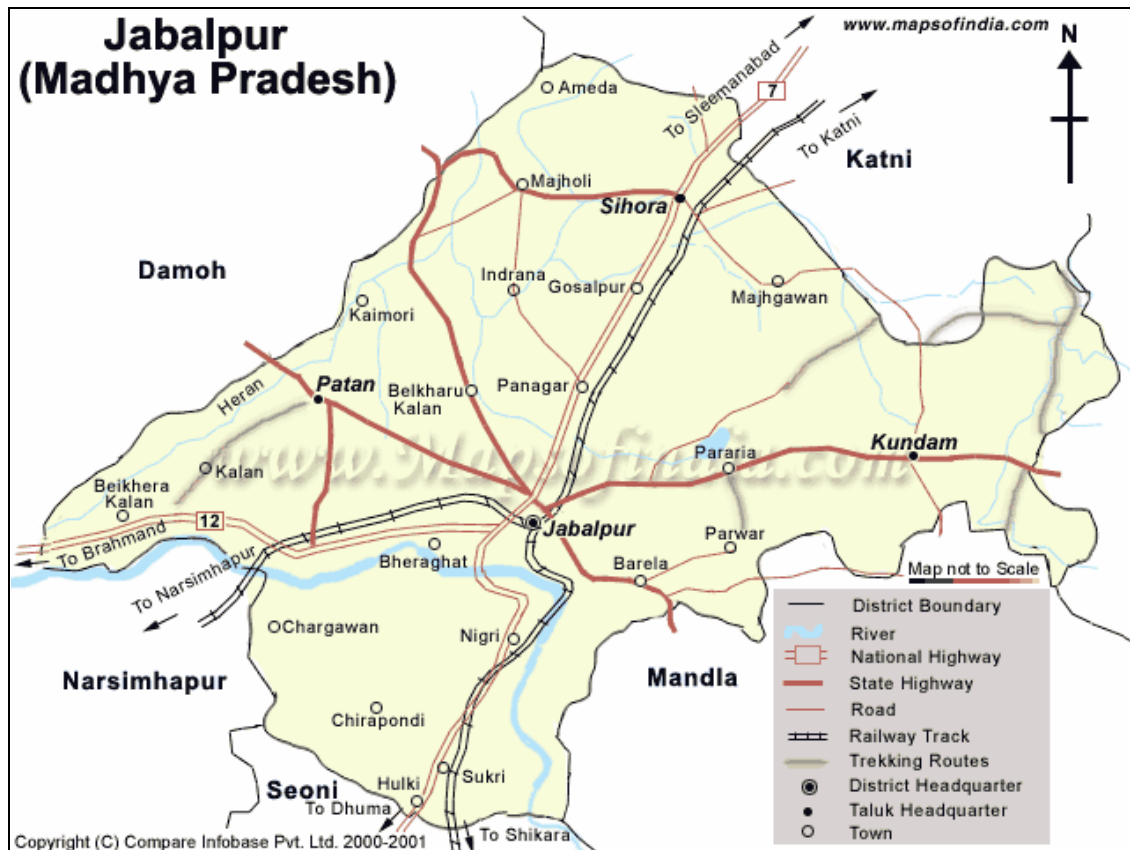 Jabalpur
(Madhya Pradesh)
www.mapsofindia.com
N
Ameda
To Sleemanabad
7
To Katni
Katni
Majholi
Sihora
Damoh
Indrana
Gosalpur
Majhgawan
Kaimori
Heran
Patan
Belkharu
Kalan
Panagar
Kundam
www.Mapsofindia.com
Kalan
Pararia
Beikhera
Kalan
12
Jabalpur
To Brahmand
Bheraghat
Parwar
Barela
To Narsimhapur
Map not to Scale
Chargawan
Nigri
Narsimhapur
Mandla
Chirapondi
Seoni
Hulki
Sukri
To Dhuma
To Shikara
District Boundary
River
National Highway
State Highway
Road
Railway Track
Trekking Routes
District Headquarter
Taluk Headquarter
Town
Copyright (C) Compare Infobase Pvt. Ltd. 2000-2001